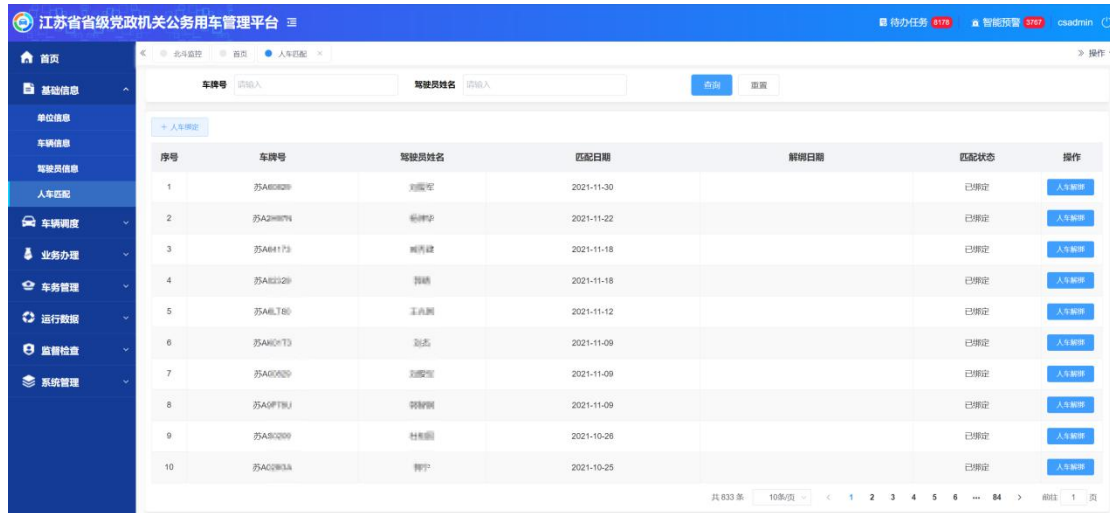 江苏省省级党政机关公务用车管理平台 待办任务 8178 智能预警 3767 csadmin
首页
基础信息
单位信息
车辆信息
驾驶员信息
人车匹配
车辆调度
业务办理
车务管理
运行数据
监督检查
系统管理
北斗监控 首页 人车匹配 × 操作
车牌号 请输入 驾驶员姓名 请输入 查询 重置
+ 人车绑定
序号 车牌号 驾驶员姓名 匹配日期 解绑日期 匹配状态 操作
1 2021-11-30 已绑定 人车解绑
2 2021-11-22 已绑定 人车解绑
3 2021-11-18 已绑定 人车解绑
4 2021-11-18 已绑定 人车解绑
5 2021-11-12 已绑定 人车解绑
6 2021-11-09 已绑定 人车解绑
7 2021-11-09 已绑定 人车解绑
8 2021-11-09 已绑定 人车解绑
9 2021-10-26 已绑定 人车解绑
10 2021-10-25 已绑定 人车解绑
共 833 条 10条/页 < 1 2 3 4 5 6 ··· 84 > 前往 1 页